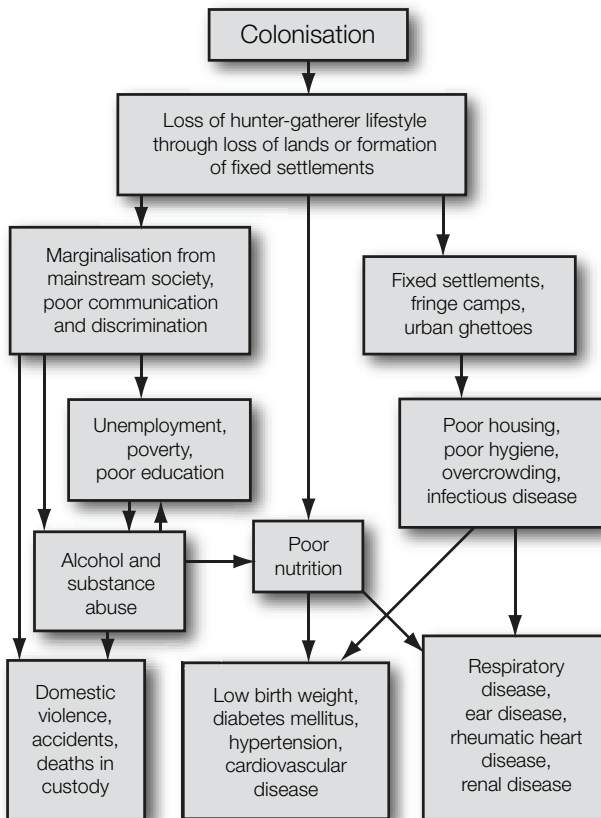 Colonisation
Loss of hunter-gatherer lifestyle
through loss of lands or formation
of fixed settlements
Marginalisation from
mainstream society,
poor communication
and discrimination
Fixed settlements,
fringe camps,
urban ghettoes
Unemployment,
poverty,
poor education
Poor housing,
poor hygiene,
overcrowding,
infectious disease
Alcohol and
substance
abuse
Poor
nutrition
Domestic
violence,
accidents,
deaths in
custody
Low birth weight,
diabetes mellitus,
hypertension,
cardiovascular
disease
Respiratory
disease,
ear disease,
rheumatic heart
disease,
renal disease